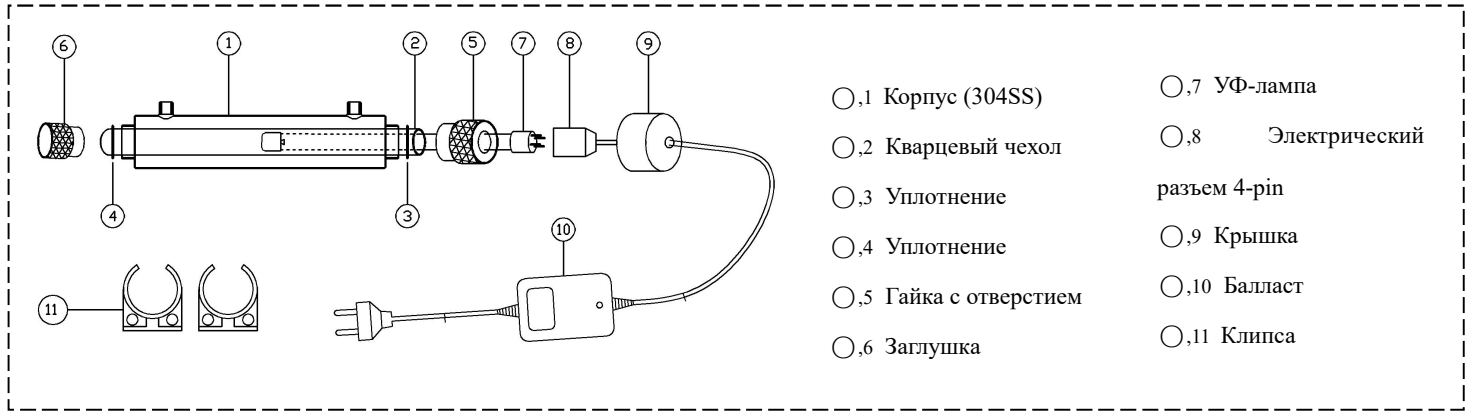 6
1
2
5
7
8
9
4
3
10
11
◯,1 Корпус (304SS)
◯,2 Кварцевый чехол
◯,3 Уплотнение
◯,4 Уплотнение
◯,5 Гайка с отверстием
◯,6 Заглушка
◯,7 УФ-лампа
◯,8 Электрический
разъем 4-pin
◯,9 Крышка
◯,10 Балласт
◯,11 Клипса